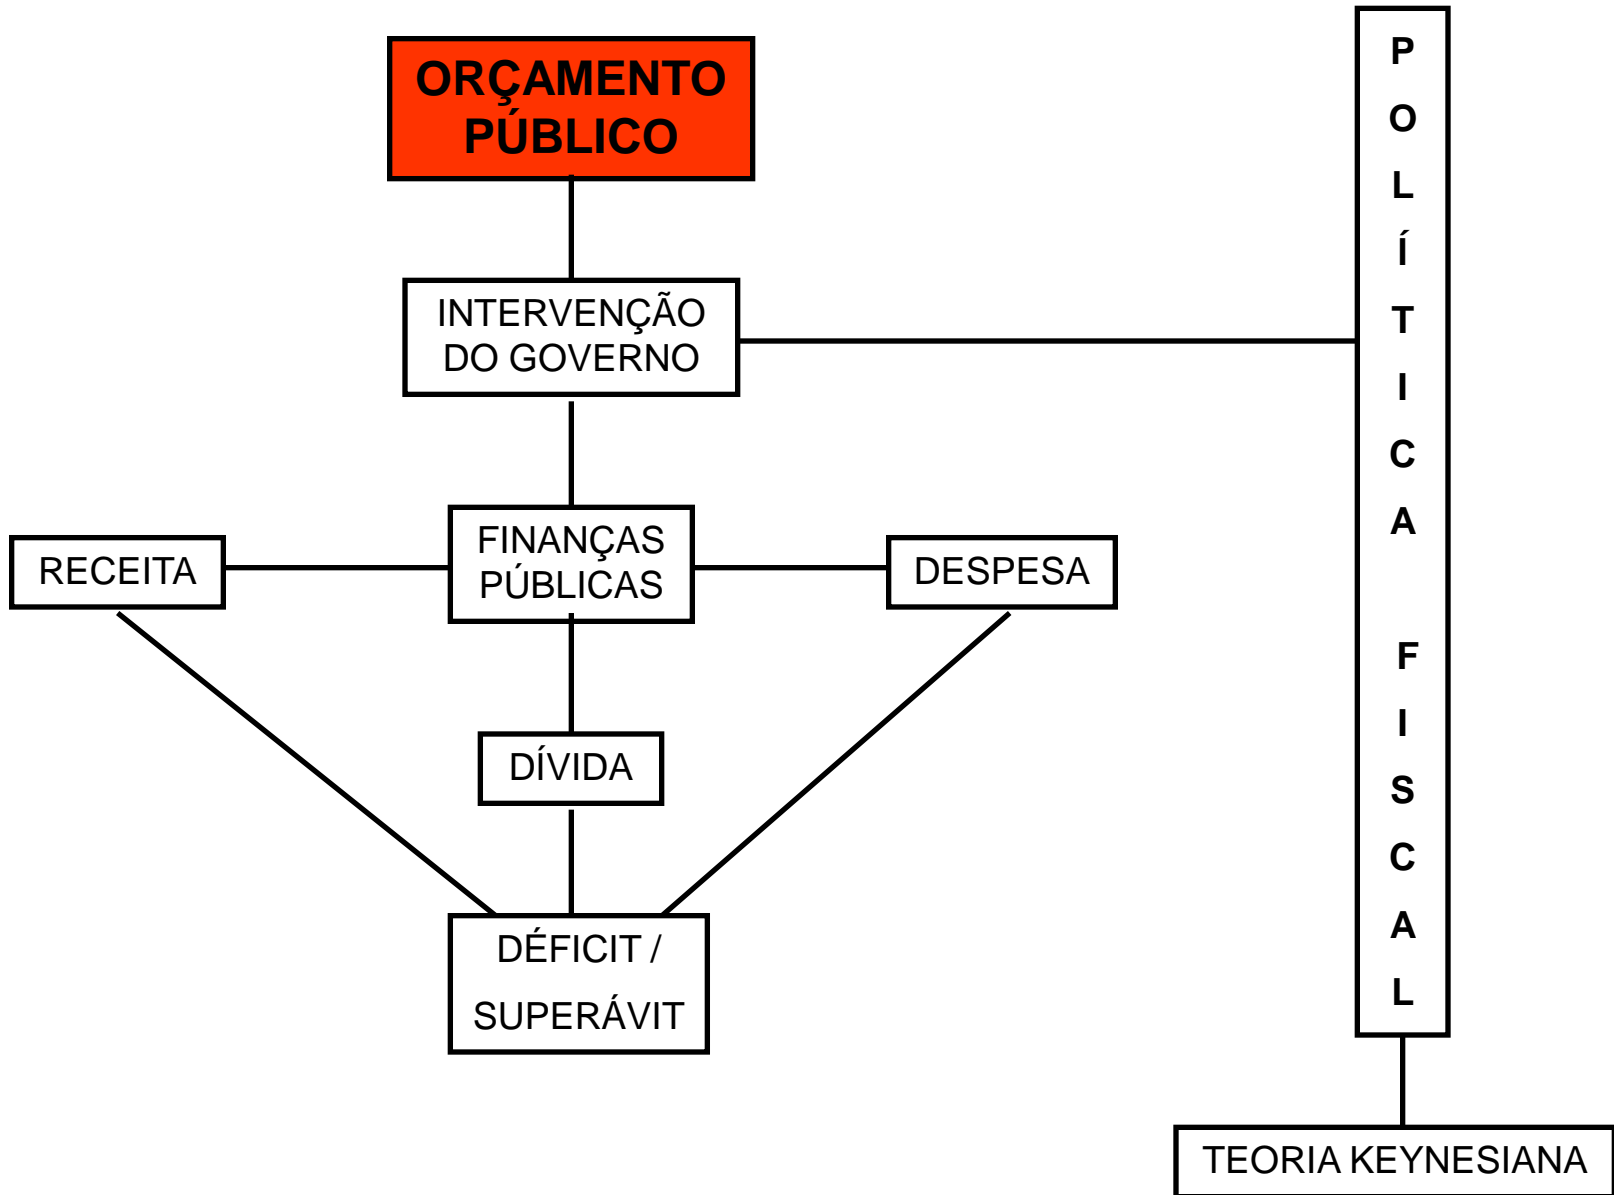 ORÇAMENTO
PÚBLICO
INTERVENÇÃO
DO GOVERNO
RECEITA
FINANÇAS
PÚBLICAS
DESPESA
DÍVIDA
DÉFICIT /
SUPERÁVIT
P
O
L
Í
T
I
C
A
F
I
S
C
A
L
TEORIA KEYNESIANA